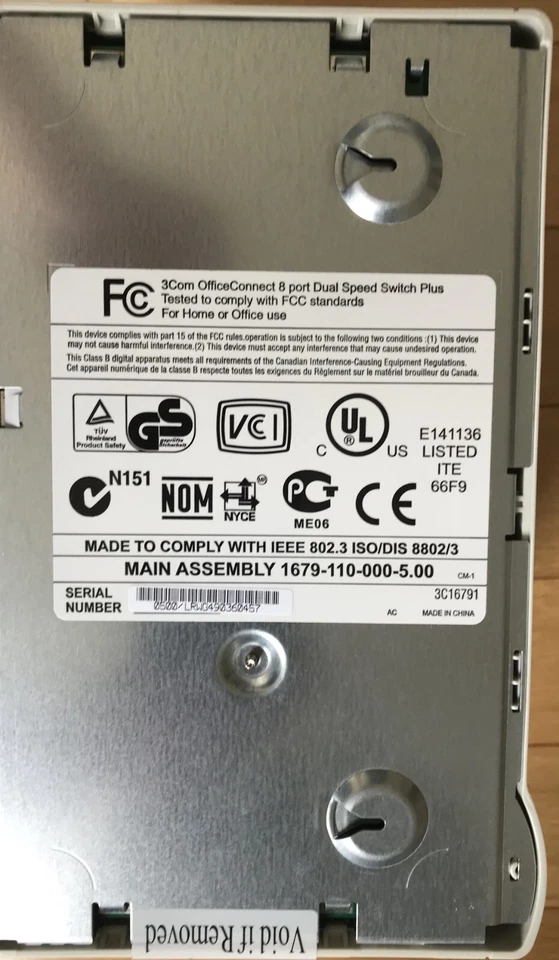 FC
3Com OfficeConnect 8 port Dual Speed Switch Plus
Tested to comply with FCC standards
For Home or Office use
This device complies with part 15 of the FCC rules.operation is subject to the following two conditions :(1) This device
may not cause harmful interference.(2) This device must accept any interference that may cause undesired operation.
This Class B digital apparatus meets all requirements of the Canadian Interference-Causing Equipment Regulations.
Cet appareil numérique de la classe B respecte toutes les exigences du Règlement sur le matériel brouilleur du Canada.
TÜV
Rheinland
Product Safety
GS
geprüfte
Sicherheit
VCI
C UL ® US
E141136
LISTED
ITE
66F9
N151
NOM
NYCE
ME06
CE
MADE TO COMPLY WITH IEEE 802.3 ISO/DIS 8802/3
MAIN ASSEMBLY 1679-110-000-5.00
CM-1
SERIAL
NUMBER
0500/LRWG490360467
3C16791
AC MADE IN CHINA
Void if Removed